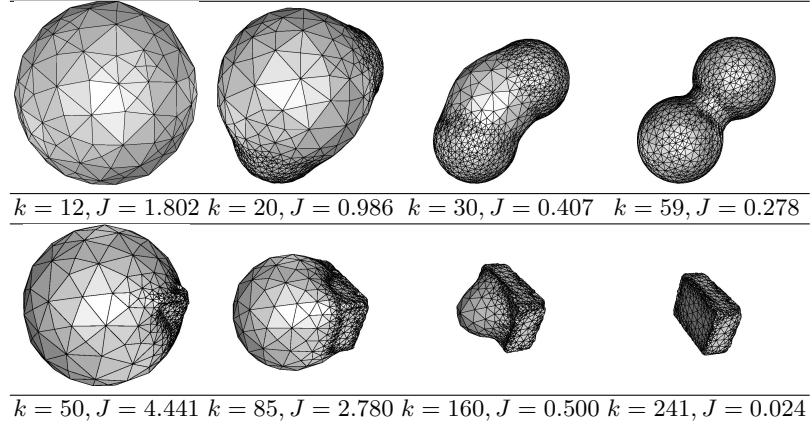 k = 12, J = 1.802 k = 20, J = 0.986 k = 30, J = 0.407 k = 59, J = 0.278
k = 50, J = 4.441 k = 85, J = 2.780 k = 160, J = 0.500 k = 241, J = 0.024